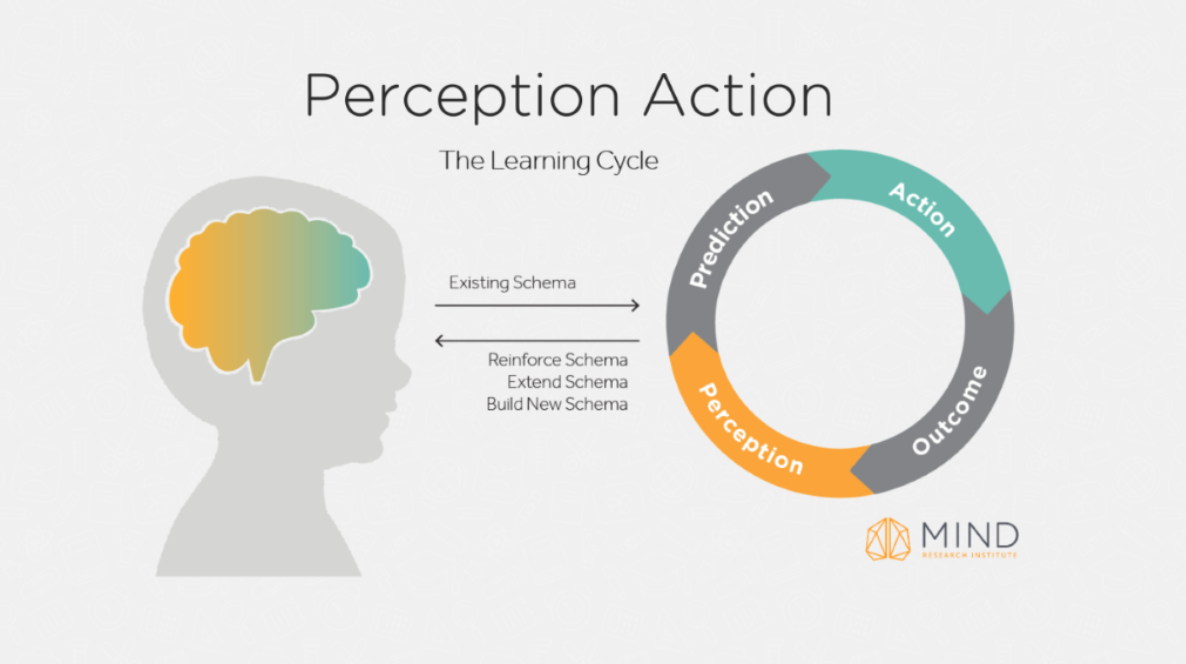 Perception Action
The Learning Cycle
Existing Schema
Reinforce Schema
Extend Schema
Build New Schema
Prediction
Action
Outcome
Perception
MIND
RESEARCH INSTITUTE